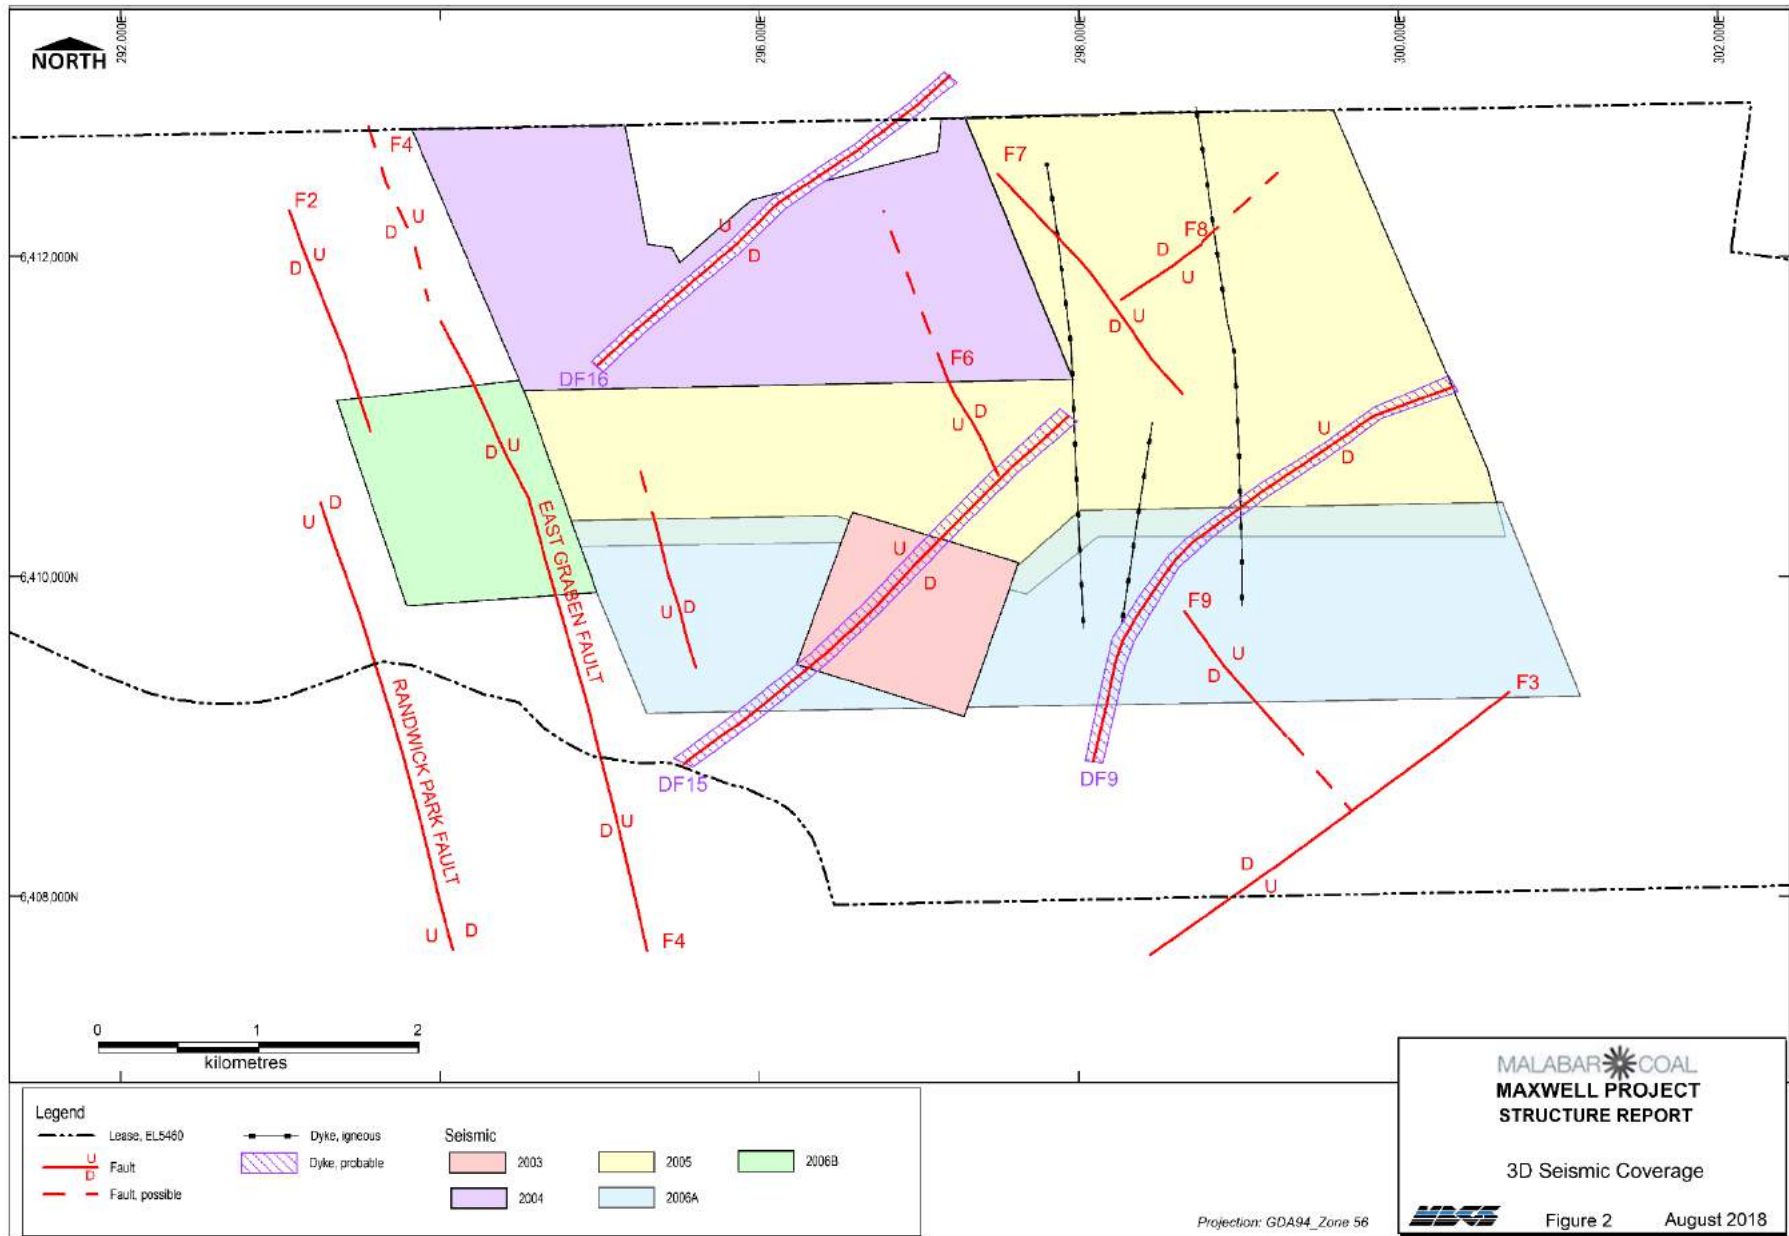 NORTH
292,000E
296,000E
298,000E
300,000E
302,000E
F4
F7
F2
U
D
U
D
U
D
U
D
F8
D
U
6,412,000N
D
U
F6
DF16
D
U
U
D
D
U
U
D
EAST GRABEN FAULT
U
D
6,410,000N
U
D
F9
U
D
RANDWICK PARK FAULT
F3
DF15
DF9
U
D
D
U
6,408,000N
U
D
F4
0 1 2
kilometres
Legend
Lease, EL5460
U
D
Fault
Fault, possible
Dyke, igneous
Dyke, probable
Seismic
2003
2004
2005
2006A
2006B
Projection: GDA94_Zone 56
MALABAR COAL
MAXWELL PROJECT
STRUCTURE REPORT
3D Seismic Coverage
Figure 2 August 2018